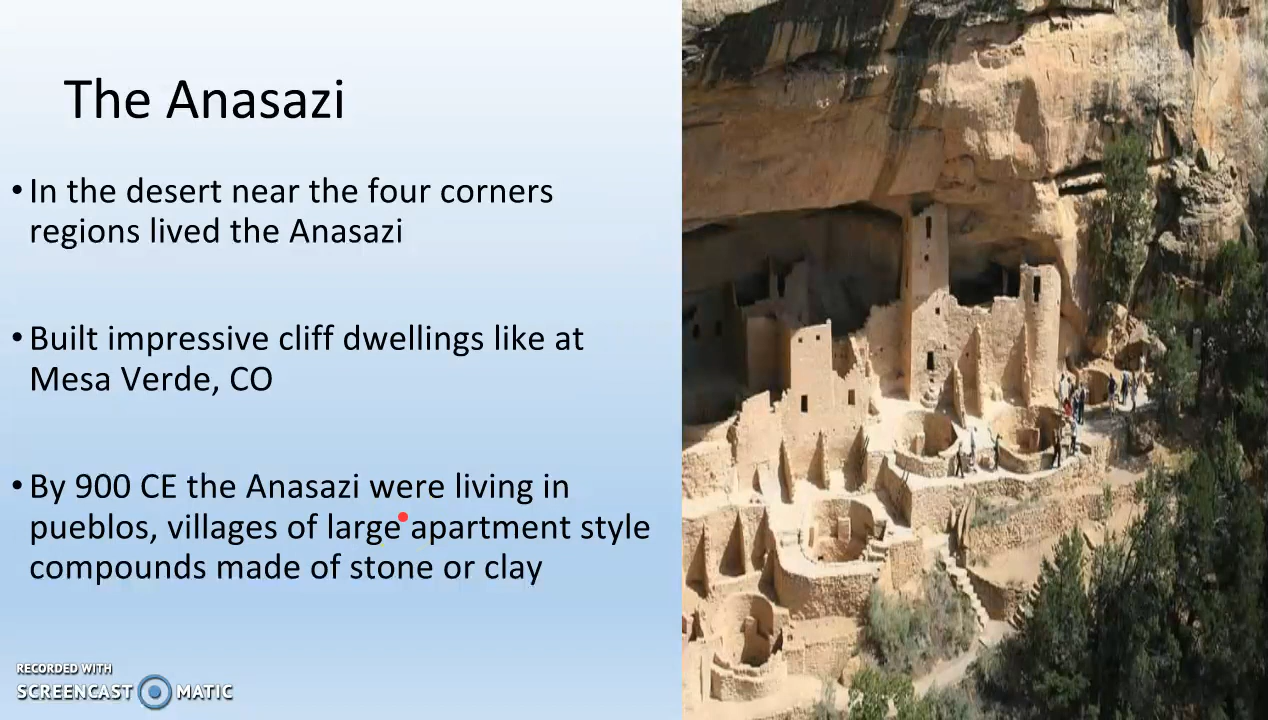 The Anasazi
• In the desert near the four corners
regions lived the Anasazi
• Built impressive cliff dwellings like at
Mesa Verde, CO
• By 900 CE the Anasazi were living in
pueblos, villages of large apartment style
compounds made of stone or clay
RECORDED WITH
SCREENCAST MATIC